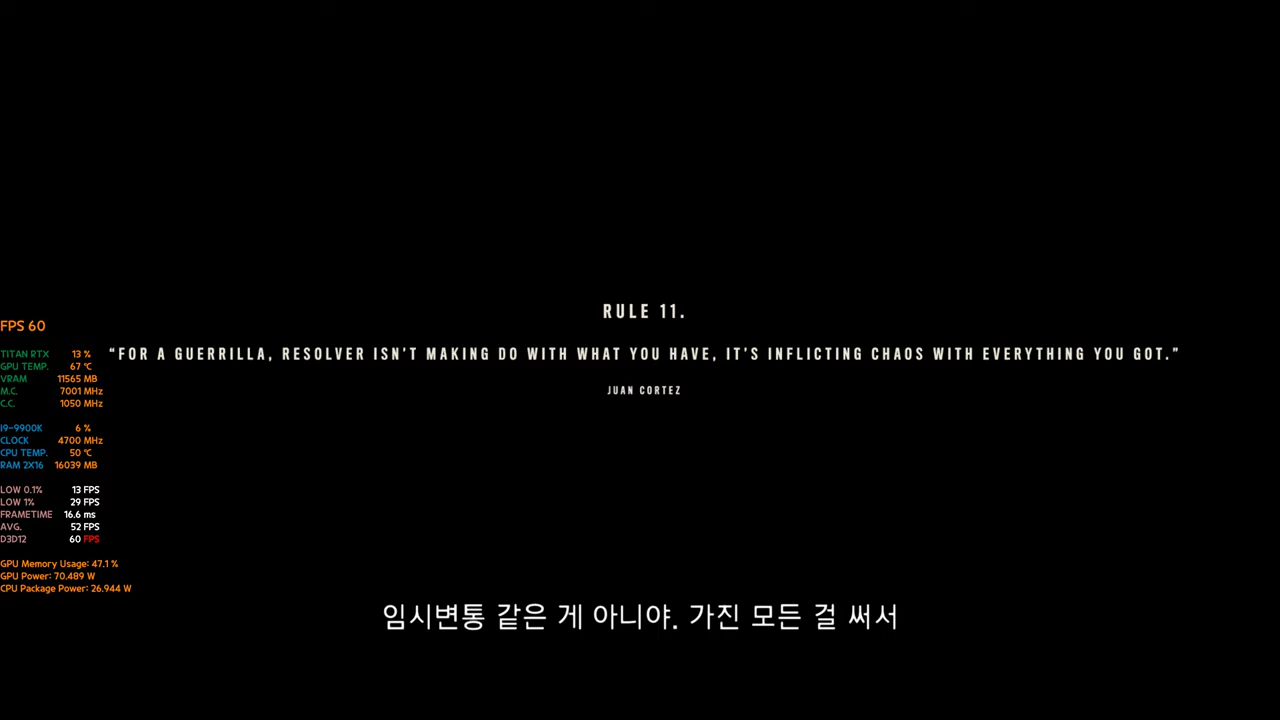 RULE 11.
FPS 60
TITAN RTX 13 %
"FOR A GUERRILLA, RESOLVER ISN'T MAKING DO WITH WHAT YOU HAVE, IT'S INFLICTING CHAOS WITH EVERYTHING YOU GOT."
GPU TEMP. 67 ℃
VRAM 11565 MB
M.C. 7001 MHz
JUAN CORTEZ
C.C. 1050 MHz
I9-9900K 6 %
CLOCK 4700 MHz
CPU TEMP. 50 ℃
RAM 2X16 16039 MB
LOW 0.1% 13 FPS
LOW 1% 29 FPS
FRAMETIME 16.6 ms
AVG. 52 FPS
D3D12 60 FPS
GPU Memory Usage: 47.1 %
GPU Power: 70.489 W
CPU Package Power: 26.944 W
임시변통 같은 게 아니야. 가진 모든 걸 써서